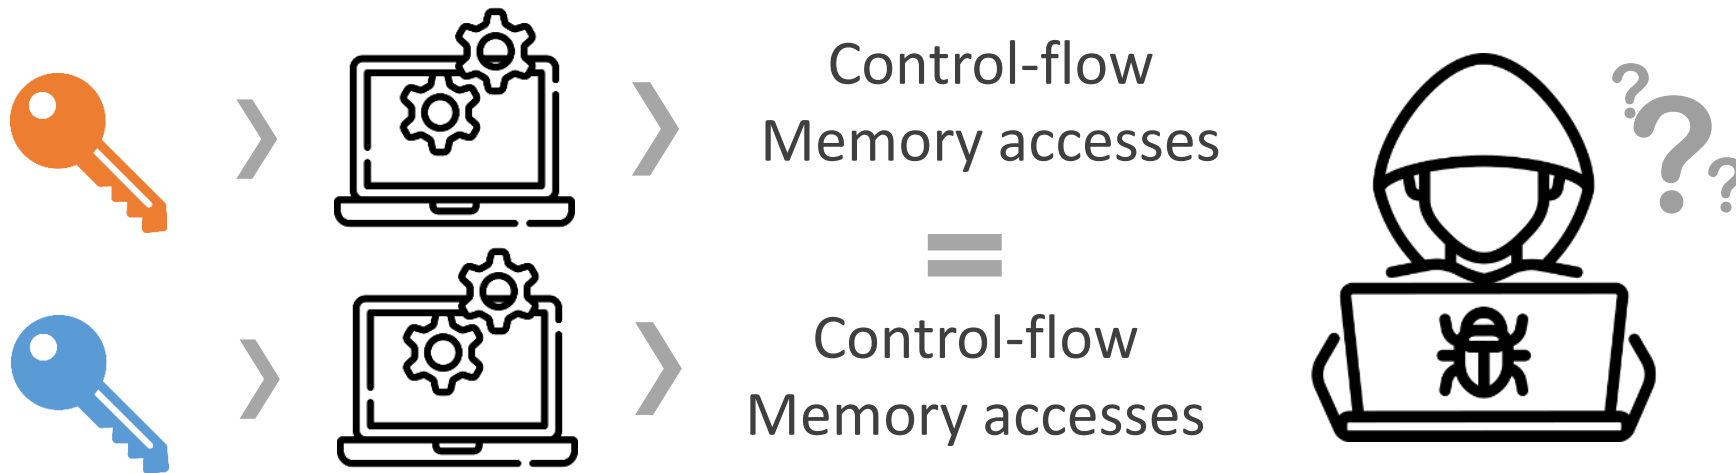 Control-flow
Memory accesses
=
Control-flow
Memory accesses
? ? ?